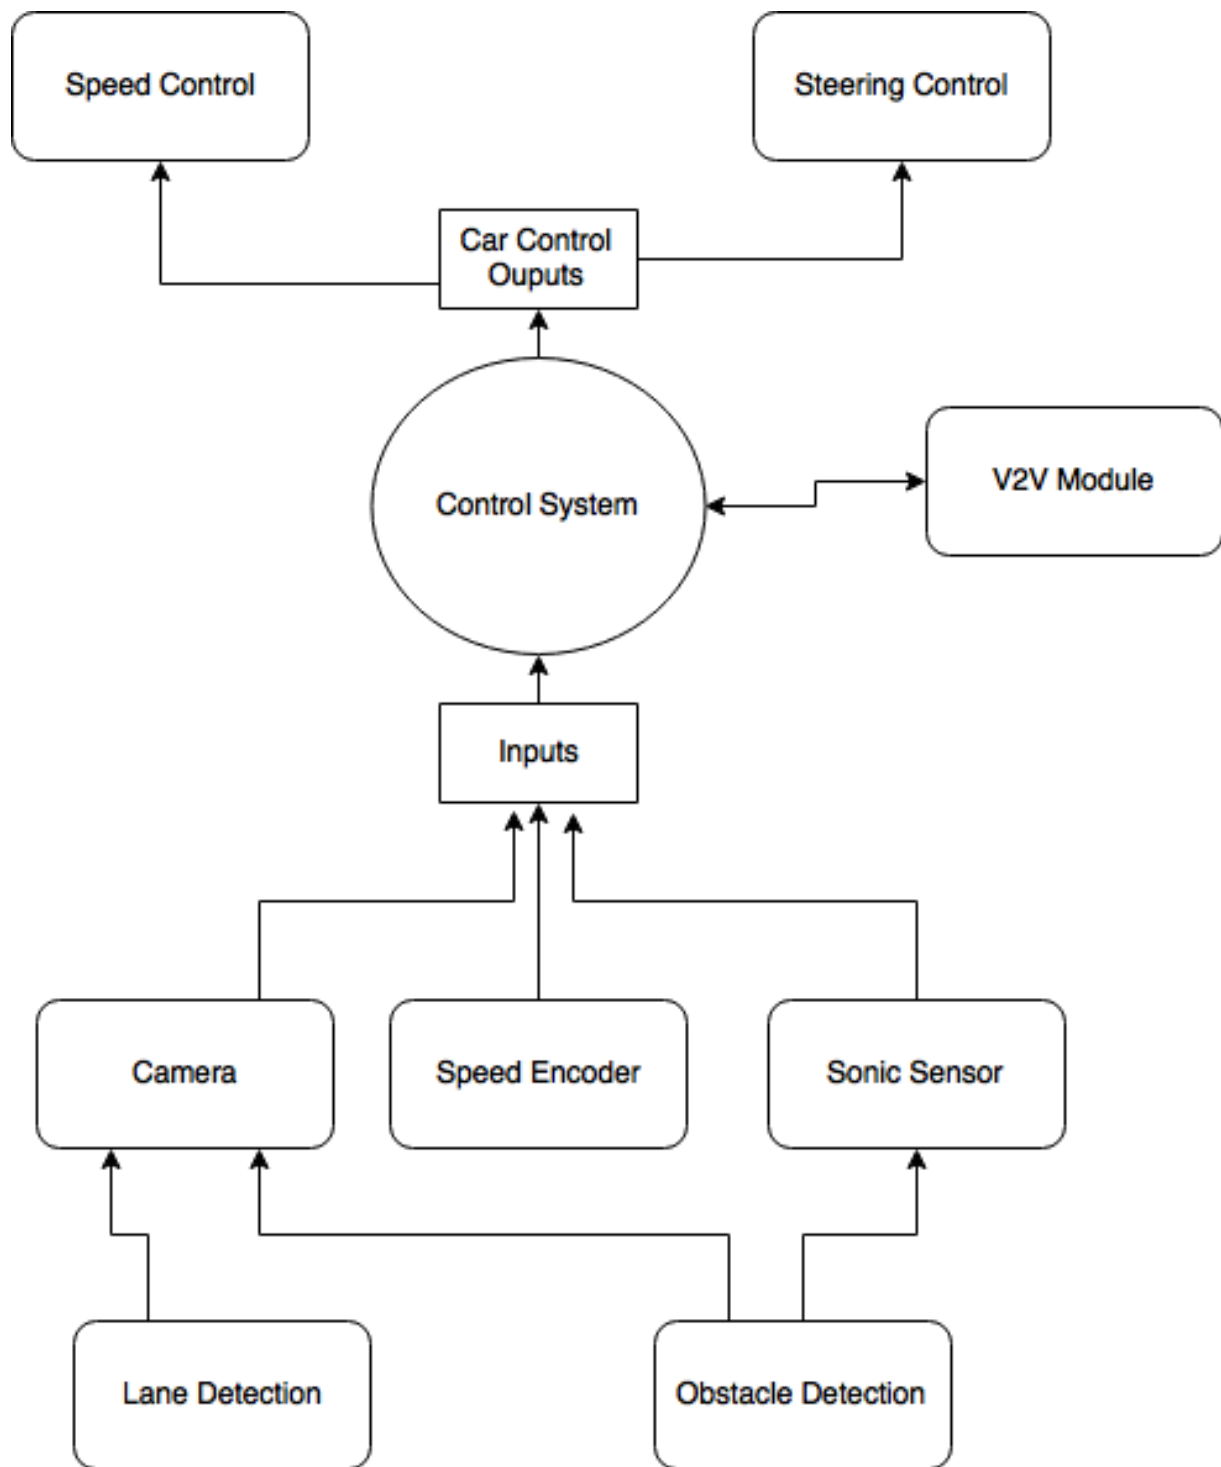 Speed Control
Steering Control
Car Control
Ouputs
Control System
V2V Module
Inputs
Camera
Speed Encoder
Sonic Sensor
Lane Detection
Obstacle Detection